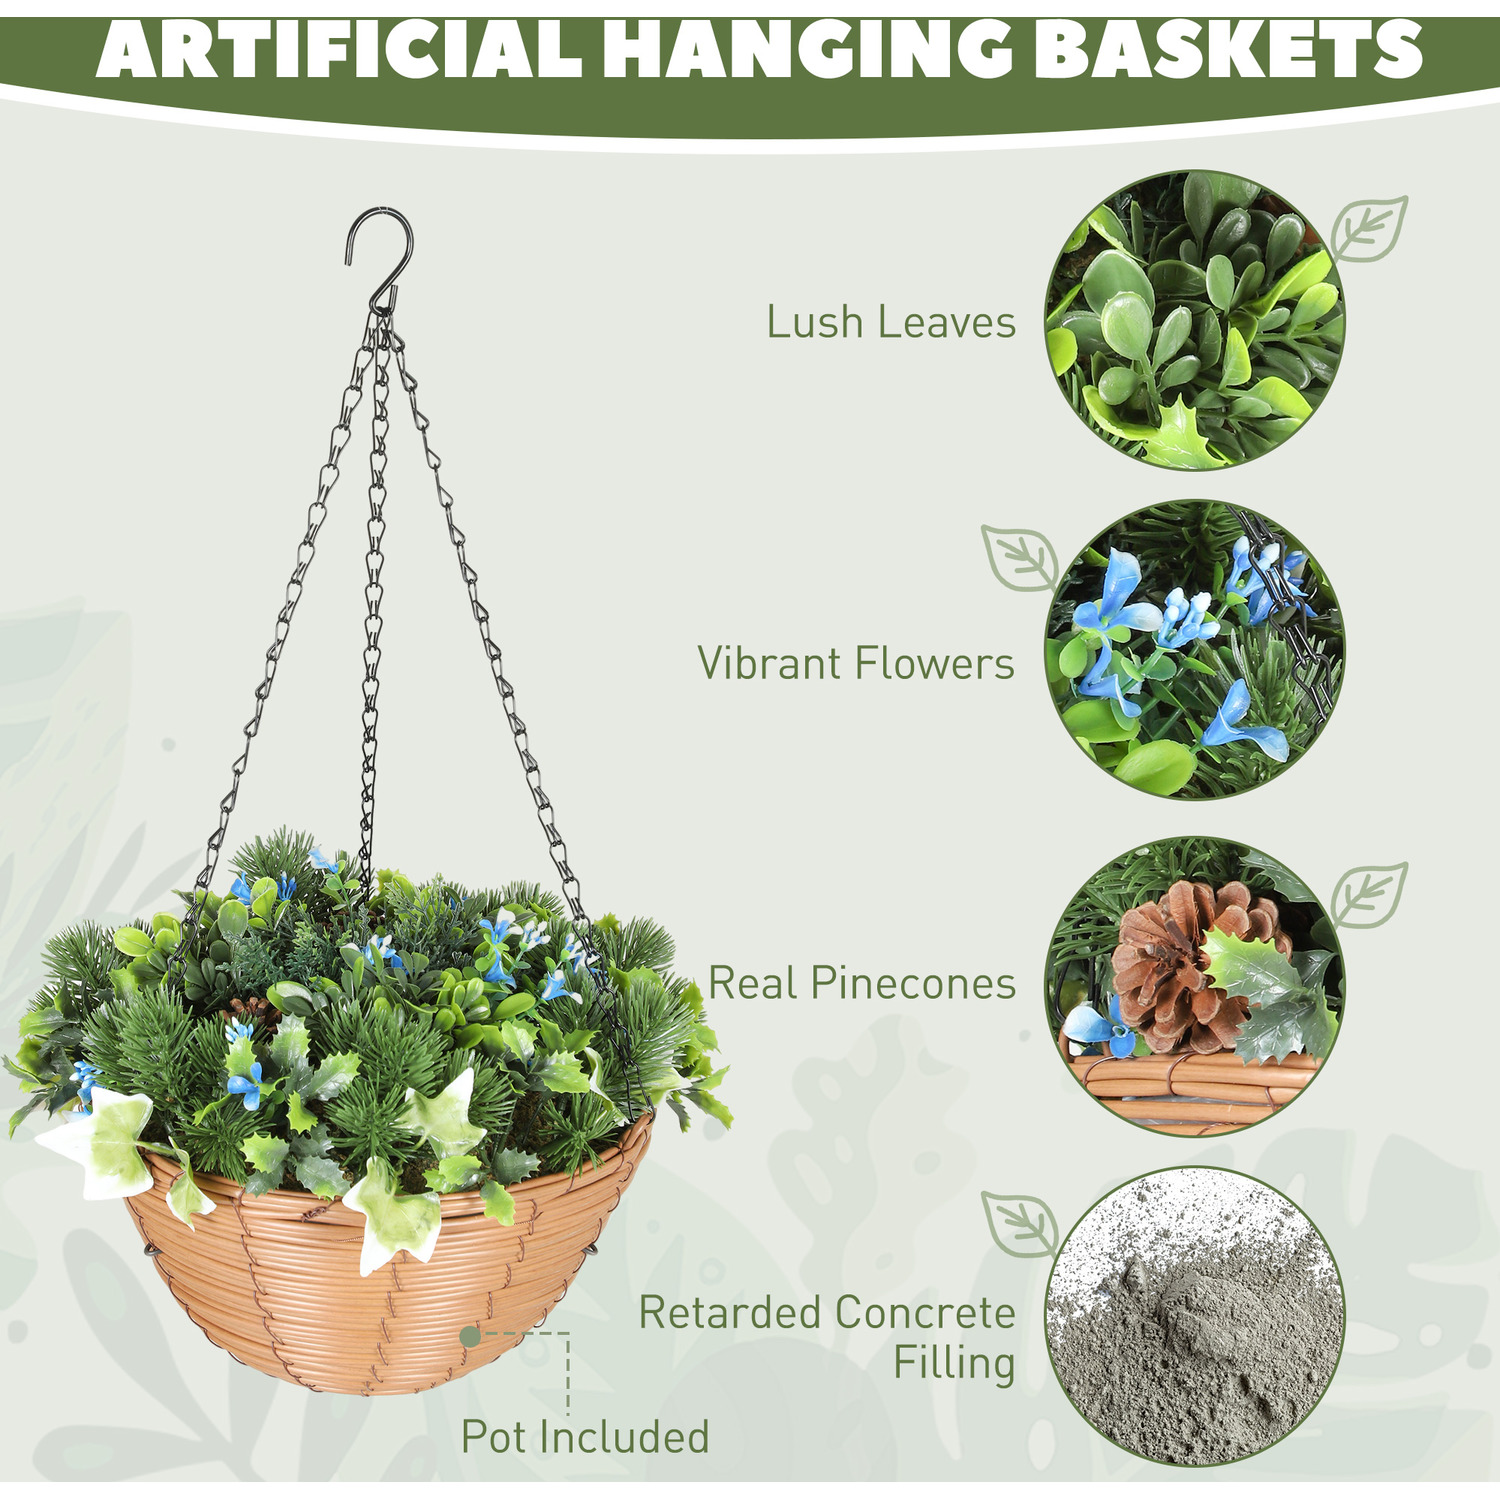 ARTIFICIAL HANGING BASKETS
Lush Leaves
Vibrant Flowers
Real Pinecones
Retarded Concrete
Filling
Pot Included